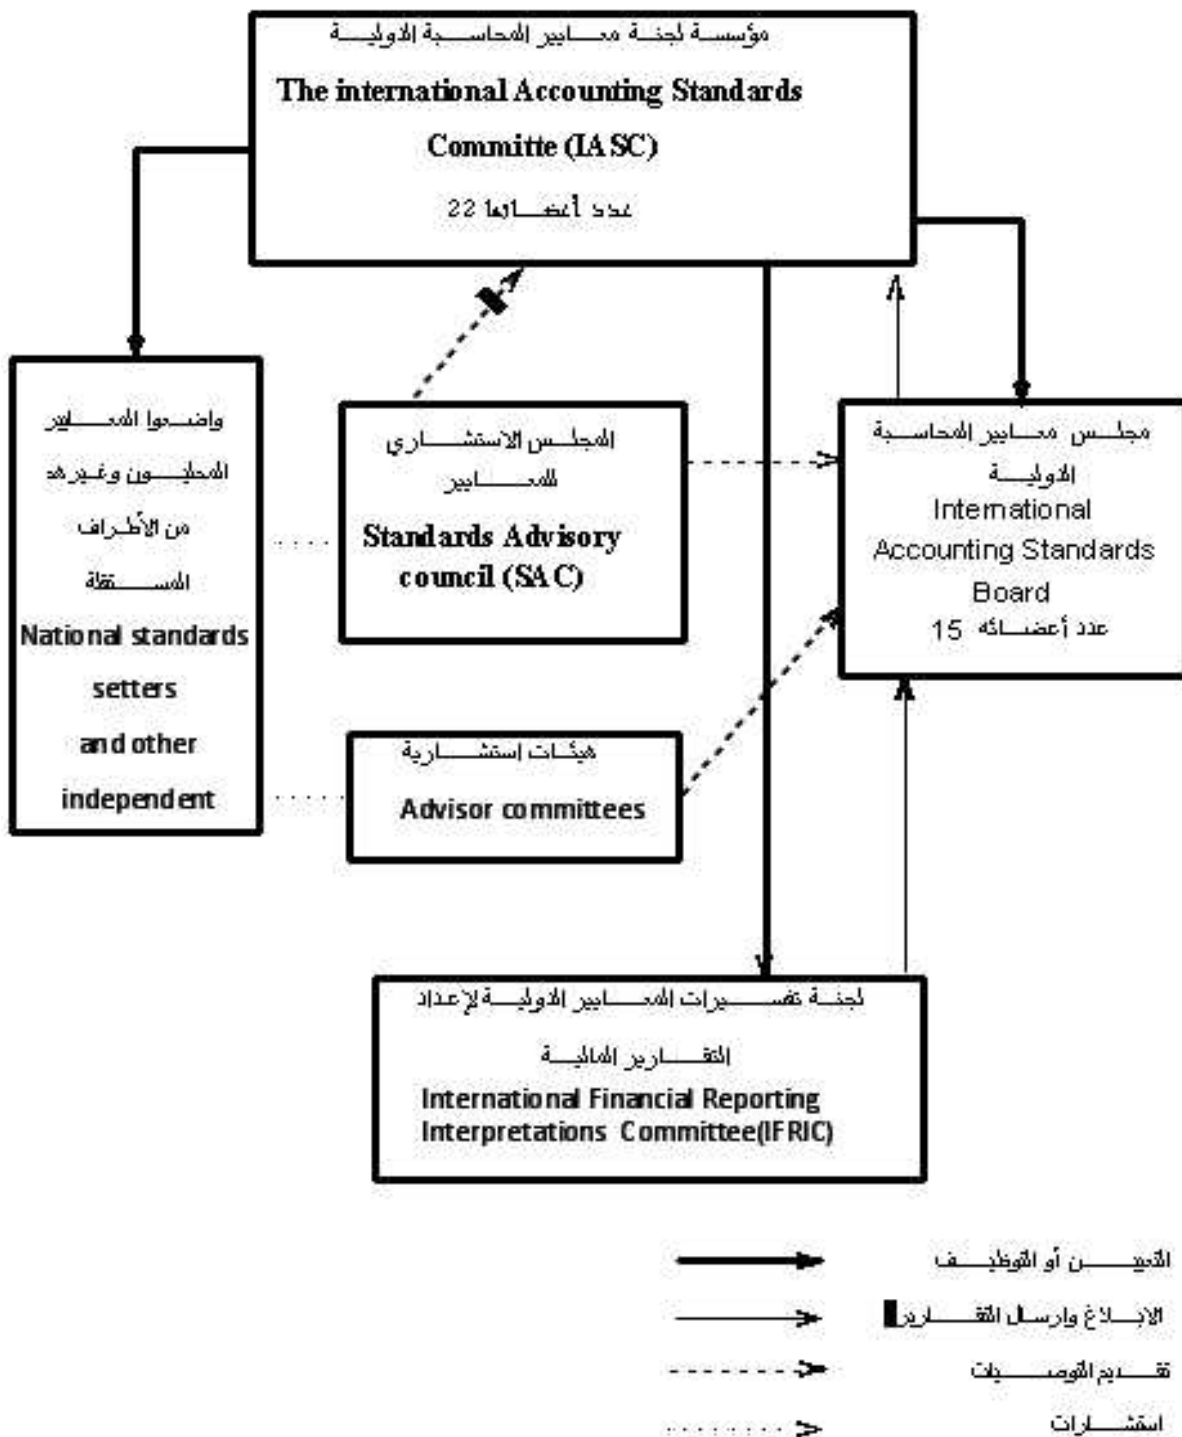 مؤسسة لجنة معايير المحاسبة الدولية
The international Accounting Standards
Committe (IASC)
عدد أعضائها 22
واضعوا المعايير
المحليون وغيرهم
من الأطراف
المستقلة
National standards
setters
and other
independent
المجلس الاستشاري
للمعايير
Standards Advisory
council (SAC)
مجلس معايير المحاسبة
الدولية
International
Accounting Standards
Board
عدد أعضائه 15
هيئات استشارية
Advisor committees
لجنة تفسيرات المعايير الدولية لإعداد
التقارير المالية
International Financial Reporting
Interpretations Committee(IFRIC)
التعيين أو التوظيف
الابلاغ وارسال التقارير
تقديم التوصيات
استشارات